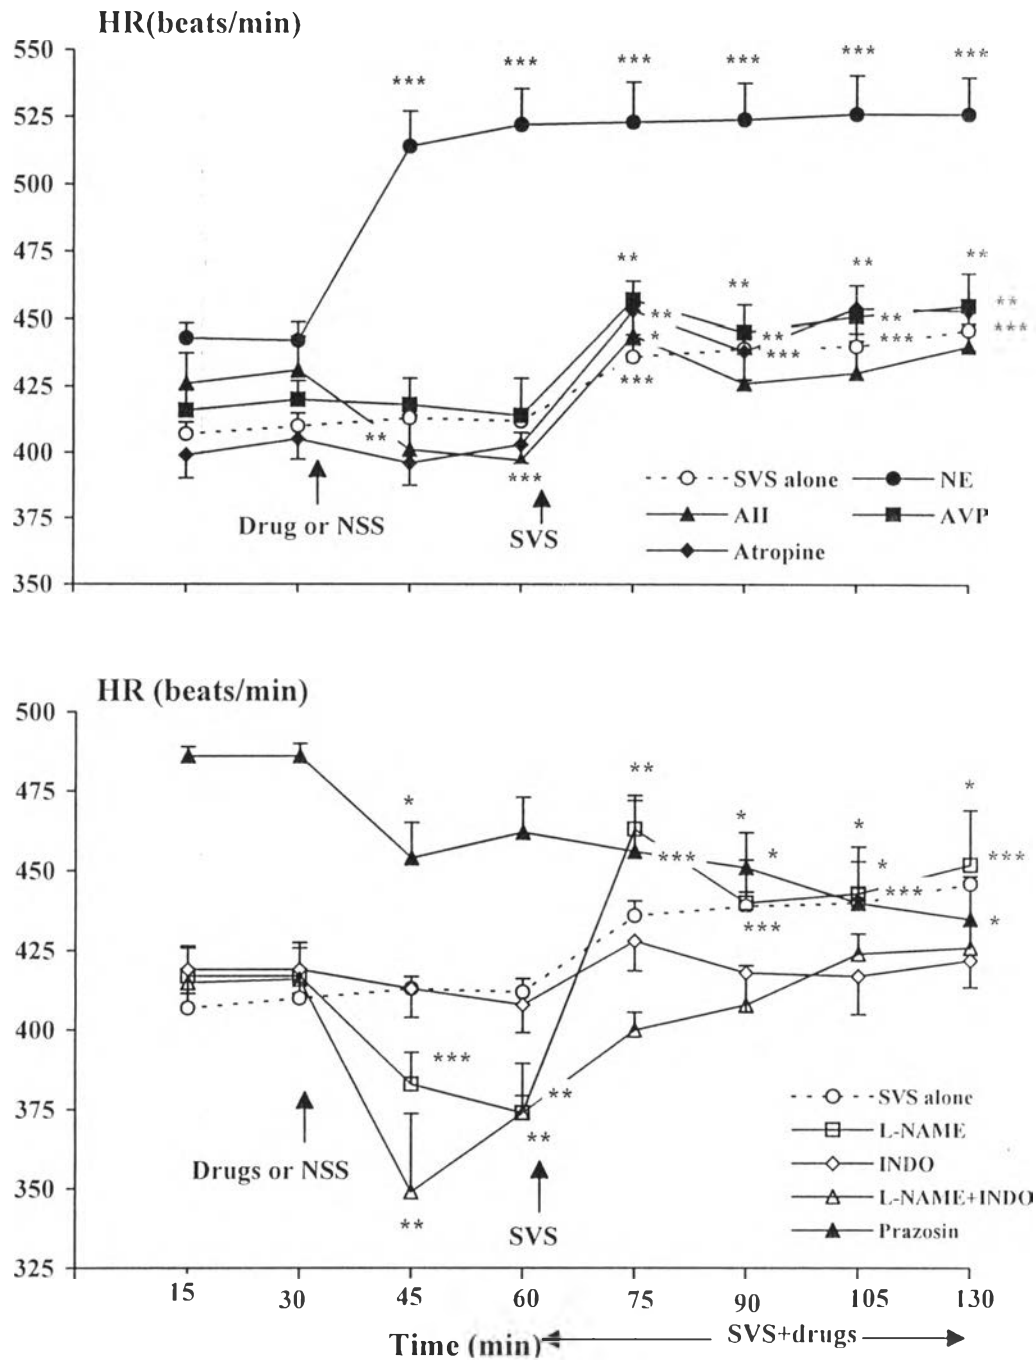 HR(beats/min)
550
525
500
475
450
425
400
375
350
***
***
***
***
***
***
**
**
**
**
**
*
***
**
***
**
***
**
***
**
***
Drug or NSS
SVS
SVS alone
NE
AII
AVP
Atropine
HR (beats/min)
500
475
450
425
400
375
350
325
*
**
*
*
*
***
*
*
***
***
***
*
***
**
**
**
Drugs or NSS
SVS
SVS alone
L-NAME
INDO
L-NAME+INDO
Prazosin
15 30 45 60 75 90 105 130
Time (min)
SVS+drugs